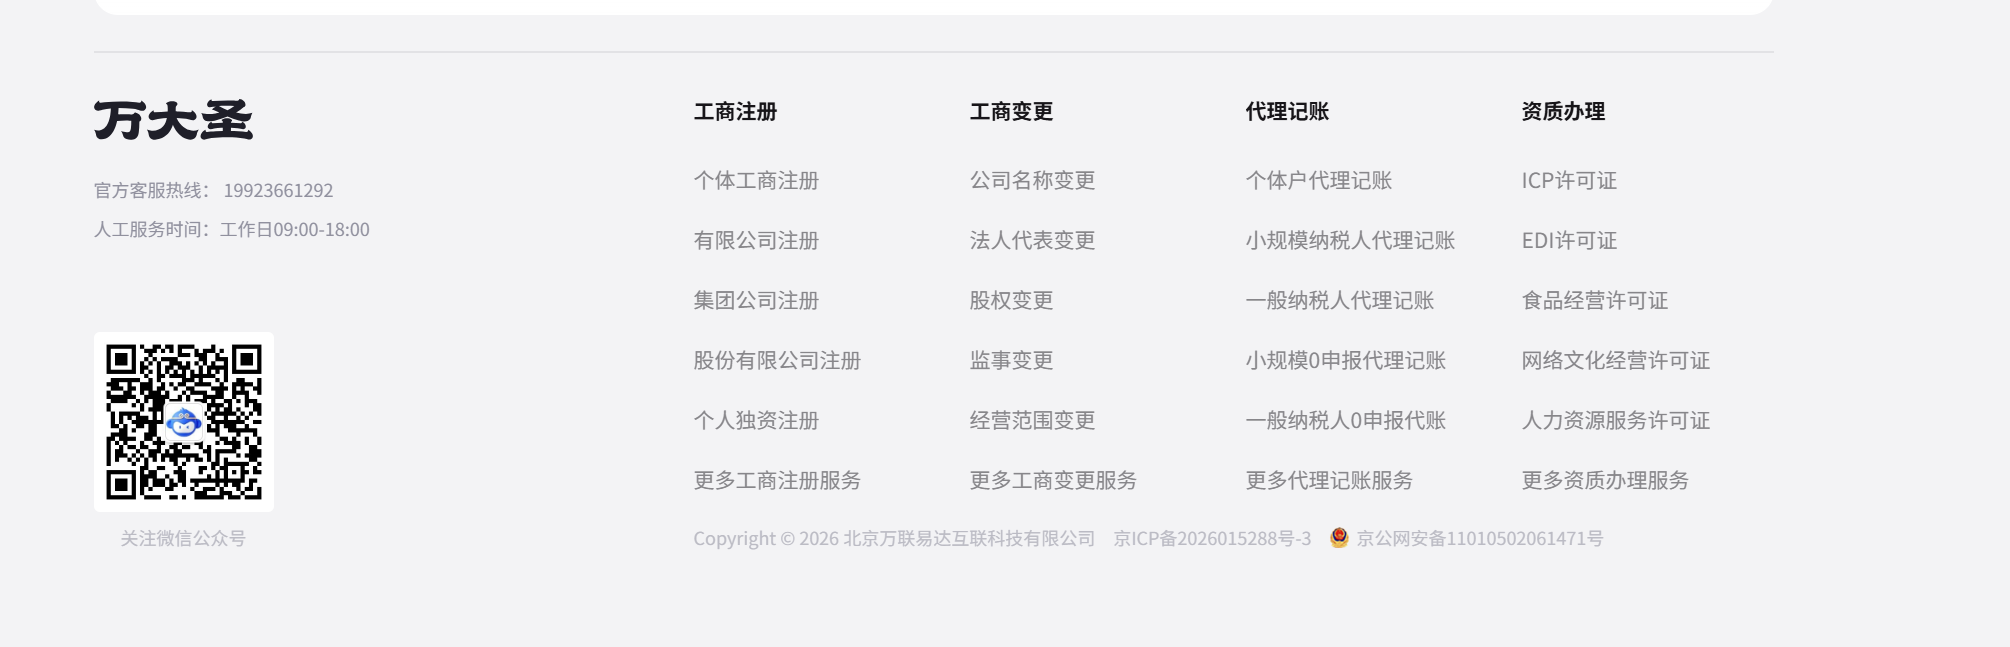 万大圣
官方客服热线： 19923661292
人工服务时间：工作日09:00-18:00
关注微信公众号
工商注册
个体工商注册
有限公司注册
集团公司注册
股份有限公司注册
个人独资注册
更多工商注册服务
工商变更
公司名称变更
法人代表变更
股权变更
监事变更
经营范围变更
更多工商变更服务
代理记账
个体户代理记账
小规模纳税人代理记账
一般纳税人代理记账
小规模0申报代理记账
一般纳税人0申报代账
更多代理记账服务
资质办理
ICP许可证
EDI许可证
食品经营许可证
网络文化经营许可证
人力资源服务许可证
更多资质办理服务
Copyright © 2026 北京万联易达互联科技有限公司 京ICP备2026015288号-3 京公网安备11010502061471号